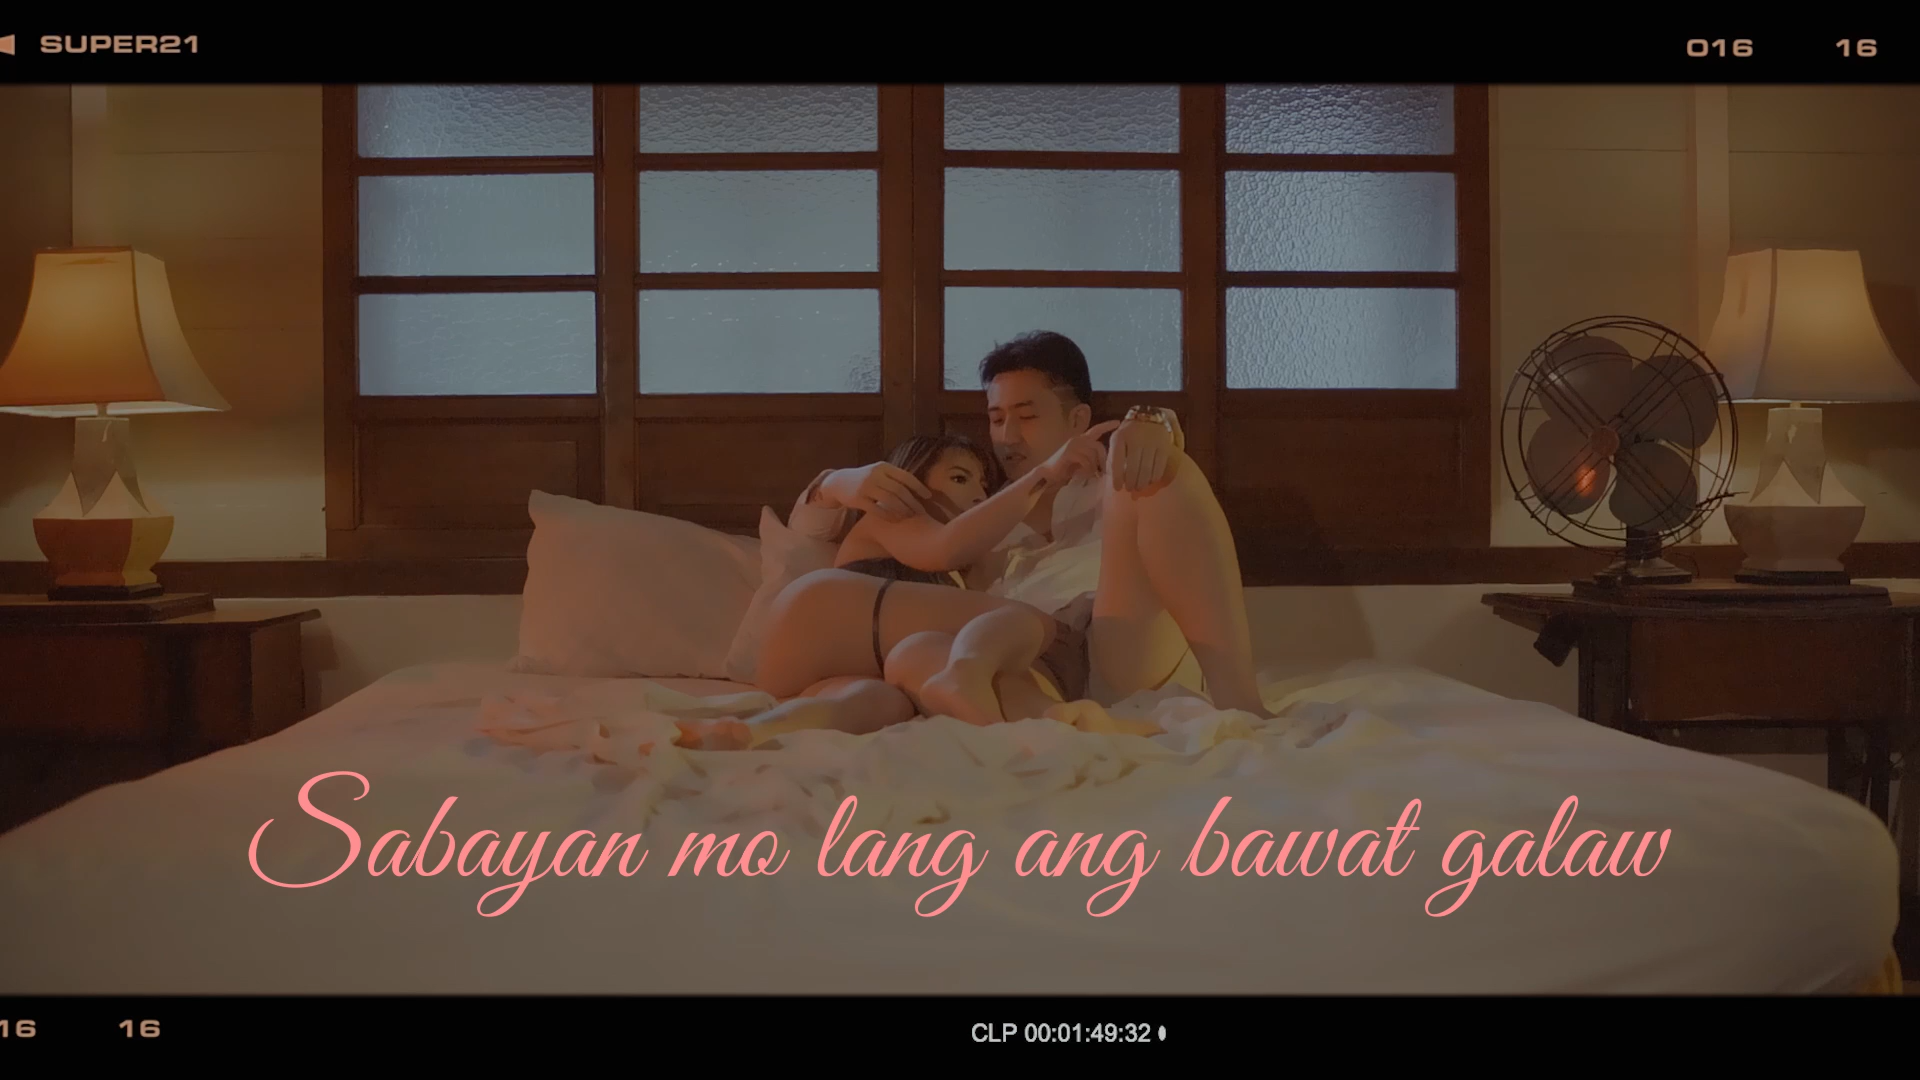 SUPER21
016 16
Sabayan mo lang ang bawat galaw
16 16
CLP 00:01:49:32